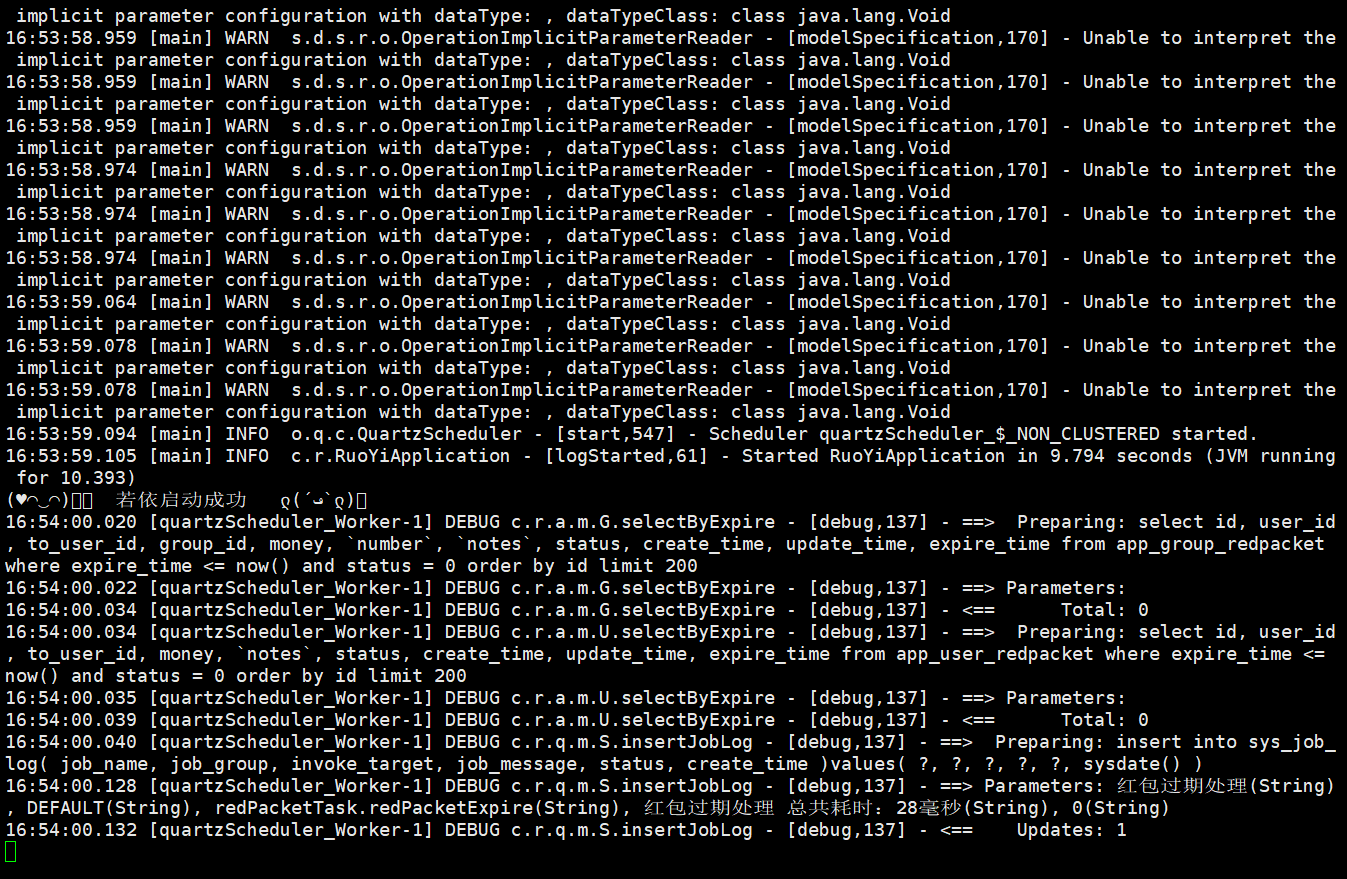 implicit parameter configuration with dataType: , dataTypeClass: class java.lang.Void
16:53:58.959 [main] WARN  s.d.s.r.o.OperationImplicitParameterReader - [modelSpecification,170] - Unable to interpret the
implicit parameter configuration with dataType: , dataTypeClass: class java.lang.Void
16:53:58.959 [main] WARN  s.d.s.r.o.OperationImplicitParameterReader - [modelSpecification,170] - Unable to interpret the
implicit parameter configuration with dataType: , dataTypeClass: class java.lang.Void
16:53:58.959 [main] WARN  s.d.s.r.o.OperationImplicitParameterReader - [modelSpecification,170] - Unable to interpret the
implicit parameter configuration with dataType: , dataTypeClass: class java.lang.Void
16:53:58.974 [main] WARN  s.d.s.r.o.OperationImplicitParameterReader - [modelSpecification,170] - Unable to interpret the
implicit parameter configuration with dataType: , dataTypeClass: class java.lang.Void
16:53:58.974 [main] WARN  s.d.s.r.o.OperationImplicitParameterReader - [modelSpecification,170] - Unable to interpret the
implicit parameter configuration with dataType: , dataTypeClass: class java.lang.Void
16:53:58.974 [main] WARN  s.d.s.r.o.OperationImplicitParameterReader - [modelSpecification,170] - Unable to interpret the
implicit parameter configuration with dataType: , dataTypeClass: class java.lang.Void
16:53:59.064 [main] WARN  s.d.s.r.o.OperationImplicitParameterReader - [modelSpecification,170] - Unable to interpret the
implicit parameter configuration with dataType: , dataTypeClass: class java.lang.Void
16:53:59.078 [main] WARN  s.d.s.r.o.OperationImplicitParameterReader - [modelSpecification,170] - Unable to interpret the
implicit parameter configuration with dataType: , dataTypeClass: class java.lang.Void
16:53:59.078 [main] WARN  s.d.s.r.o.OperationImplicitParameterReader - [modelSpecification,170] - Unable to interpret the
implicit parameter configuration with dataType: , dataTypeClass: class java.lang.Void
16:53:59.094 [main] INFO  o.q.c.QuartzScheduler - [start,547] - Scheduler quartzScheduler_$_NON_CLUSTERED started.
16:53:59.105 [main] INFO  c.r.RuoYiApplication - [logStarted,61] - Started RuoYiApplication in 9.794 seconds (JVM running
for 10.393)
(♥◠‿◠)  若依启动成功   ლ(´ڡ`ლ)
16:54:00.020 [quartzScheduler_Worker-1] DEBUG c.r.a.m.G.selectByExpire - [debug,137] - ==>  Preparing: select id, user_id
, to_user_id, group_id, money, `number`, `notes`, status, create_time, update_time, expire_time from app_group_redpacket
where expire_time <= now() and status = 0 order by id limit 200
16:54:00.022 [quartzScheduler_Worker-1] DEBUG c.r.a.m.G.selectByExpire - [debug,137] - ==> Parameters:
16:54:00.034 [quartzScheduler_Worker-1] DEBUG c.r.a.m.G.selectByExpire - [debug,137] - <==      Total: 0
16:54:00.034 [quartzScheduler_Worker-1] DEBUG c.r.a.m.U.selectByExpire - [debug,137] - ==>  Preparing: select id, user_id
, to_user_id, money, `notes`, status, create_time, update_time, expire_time from app_user_redpacket where expire_time <=
now() and status = 0 order by id limit 200
16:54:00.035 [quartzScheduler_Worker-1] DEBUG c.r.a.m.U.selectByExpire - [debug,137] - ==> Parameters:
16:54:00.039 [quartzScheduler_Worker-1] DEBUG c.r.a.m.U.selectByExpire - [debug,137] - <==      Total: 0
16:54:00.040 [quartzScheduler_Worker-1] DEBUG c.r.q.m.S.insertJobLog - [debug,137] - ==>  Preparing: insert into sys_job_
log( job_name, job_group, invoke_target, job_message, status, create_time )values( ?, ?, ?, ?, ?, sysdate() )
16:54:00.128 [quartzScheduler_Worker-1] DEBUG c.r.q.m.S.insertJobLog - [debug,137] - ==> Parameters: 红包过期处理(String)
, DEFAULT(String), redPacketTask.redPacketExpire(String), 红包过期处理 总共耗时：28毫秒(String), 0(String)
16:54:00.132 [quartzScheduler_Worker-1] DEBUG c.r.q.m.S.insertJobLog - [debug,137] - <==    Updates: 1